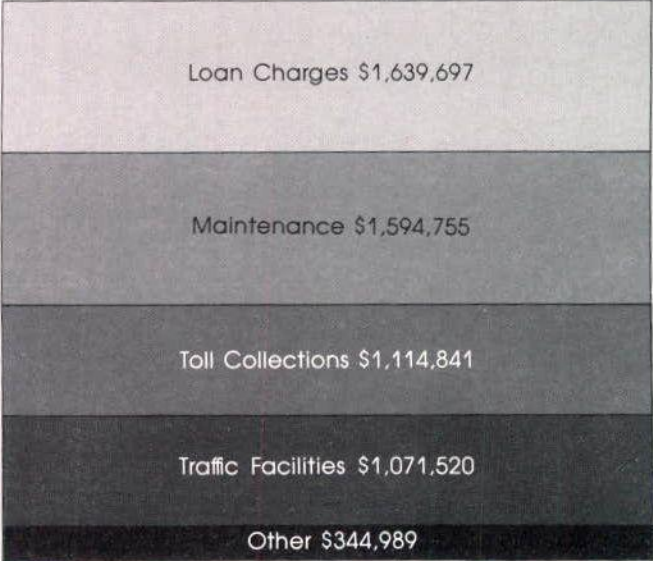 Loan Charges $1,639,697
Maintenance $1,594,755
Toll Collections $1,114,841
Traffic Facilities $1,071,520
Other $344,989